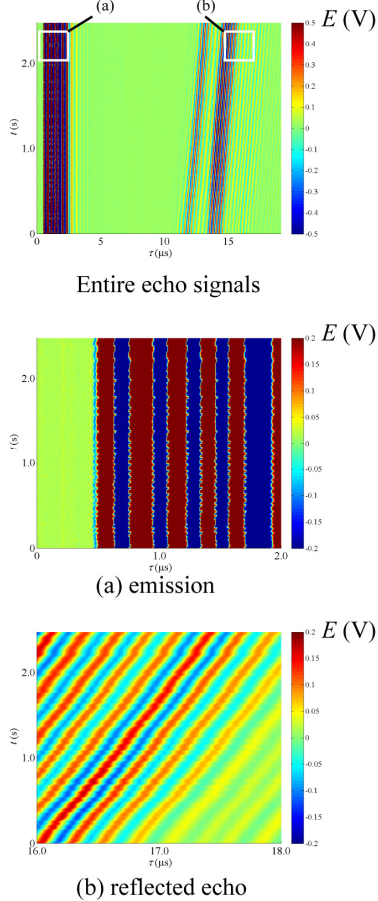 (a) (b)
E (V)
0.5
0.4
0.3
0.2
0.1
0
-0.1
-0.2
-0.3
-0.4
-0.5
2.0
1.0
0
t (s)
0 5 10 15
τ (μs)
Entire echo signals
E (V)
0.2
0.15
0.1
0.05
0
-0.05
-0.1
-0.15
-0.2
2.0
1.0
0
t (s)
0 1.0 2.0
τ (μs)
(a) emission
E (V)
0.2
0.15
0.1
0.05
0
-0.05
-0.1
-0.15
-0.2
2.0
1.0
0
t (s)
16.0 17.0 18.0
τ (μs)
(b) reflected echo